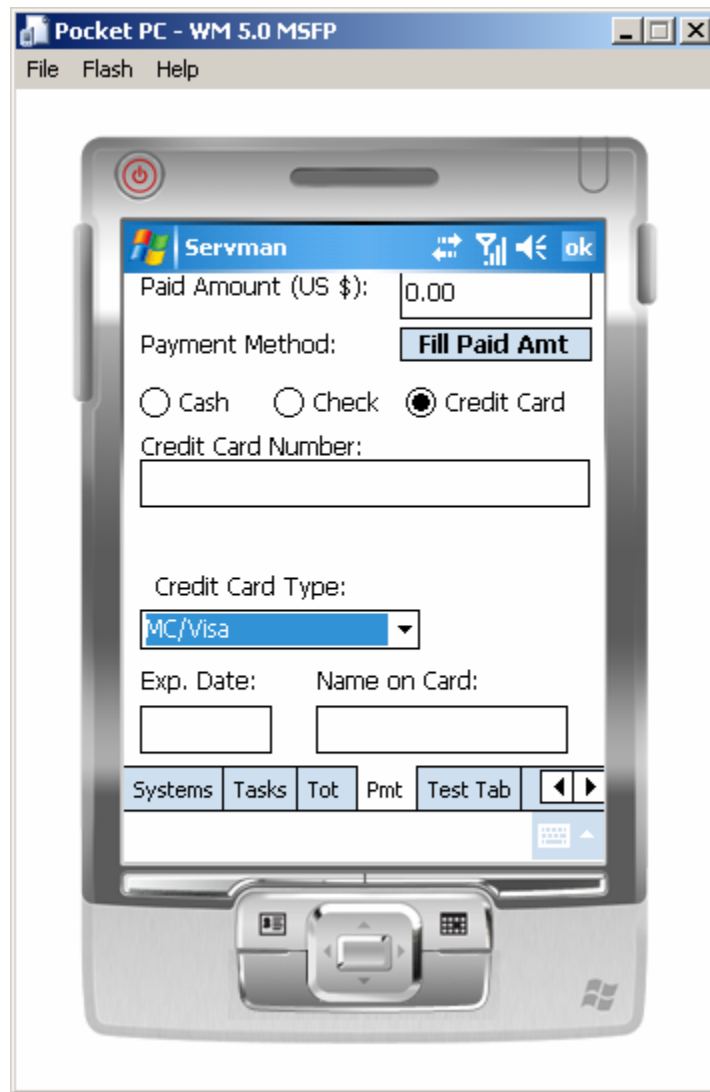 Pocket PC - WM 5.0 MSFP
File Flash Help
Servman ok
Paid Amount (US $): 0.00
Payment Method: Fill Paid Amt
Cash Check Credit Card
Credit Card Number:
Credit Card Type:
MC/Visa
Exp. Date: Name on Card:
Systems Tasks Tot Pmt Test Tab